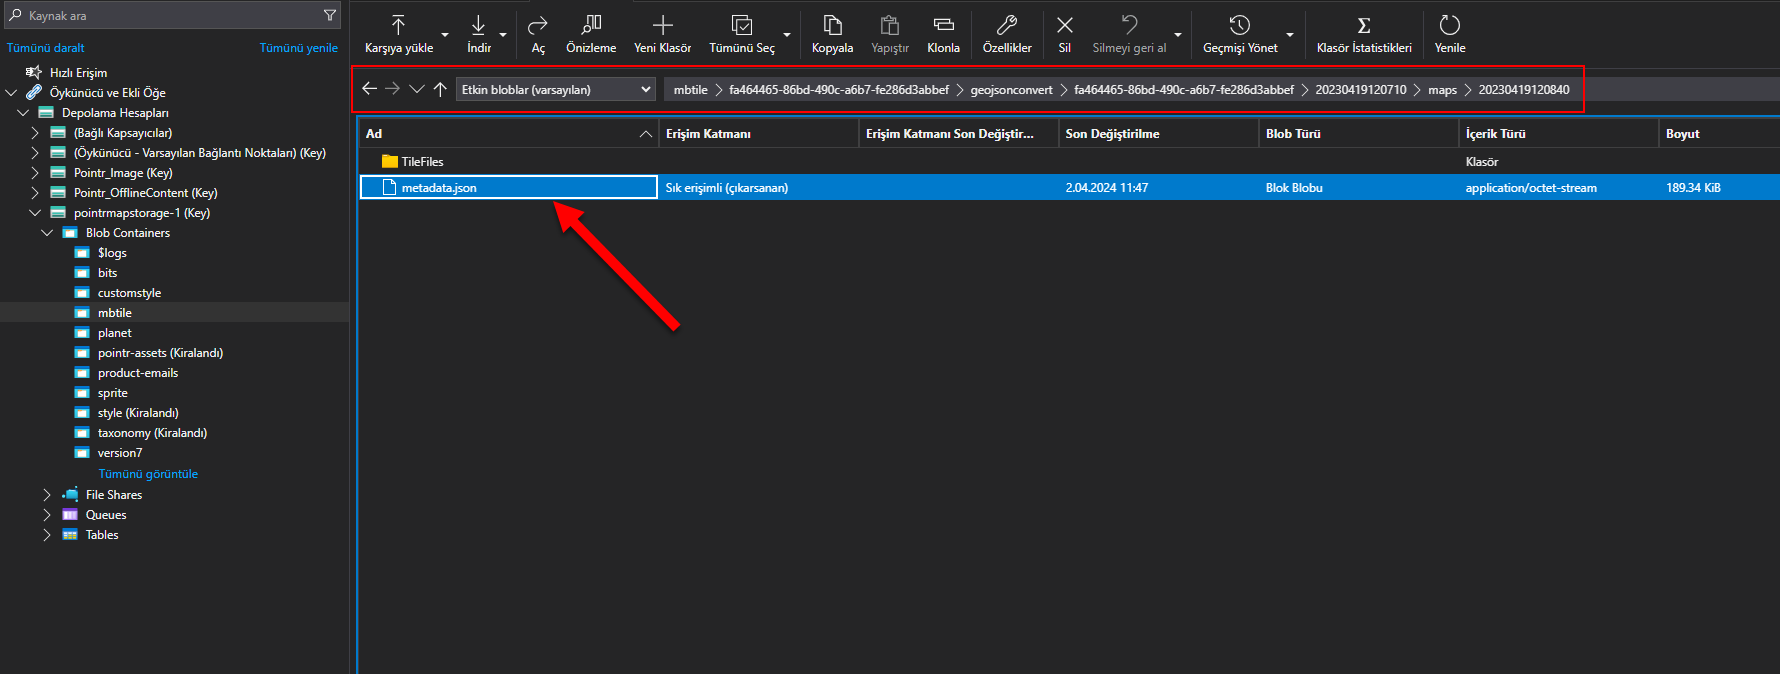 Kaynak ara
Tümünü daralt
Tümünü yenile
Hızlı Erişim
Öykünücü ve Ekli Öğe
Depolama Hesapları
(Bağlı Kapsayıcılar)
(Öykünücü - Varsayılan Bağlantı Noktaları) (Key)
Pointr_Image (Key)
Pointr_OfflineContent (Key)
pointrmapstorage-1 (Key)
Blob Containers
$logs
bits
customstyle
mbtile
planet
pointr-assets (Kiralandı)
product-emails
sprite
style (Kiralandı)
taxonomy (Kiralandı)
version7
Tümünü görüntüle
File Shares
Queues
Tables
Karşıya yükle
İndir
Aç
Önizleme
Yeni Klasör
Tümünü Seç
Kopyala
Yapıştır
Klonla
Özellikler
Sil
Silmeyi geri al
Geçmişi Yönet
Klasör İstatistikleri
Yenile
Etkin bloblar (varsayılan)
mbtile > fa464465-86bd-490c-a6b7-fe286d3abbef > geojsonconvert > fa464465-86bd-490c-a6b7-fe286d3abbef > 20230419120710 > maps > 20230419120840
Ad Erişim Katmanı Erişim Katmanı Son Değiştir... Son Değiştirilme Blob Türü İçerik Türü Boyut
TileFiles Klasör
metadata.json Sık erişimli (çıkarsanan) 2.04.2024 11:47 Blok Blobu application/octet-stream 189.34 KiB